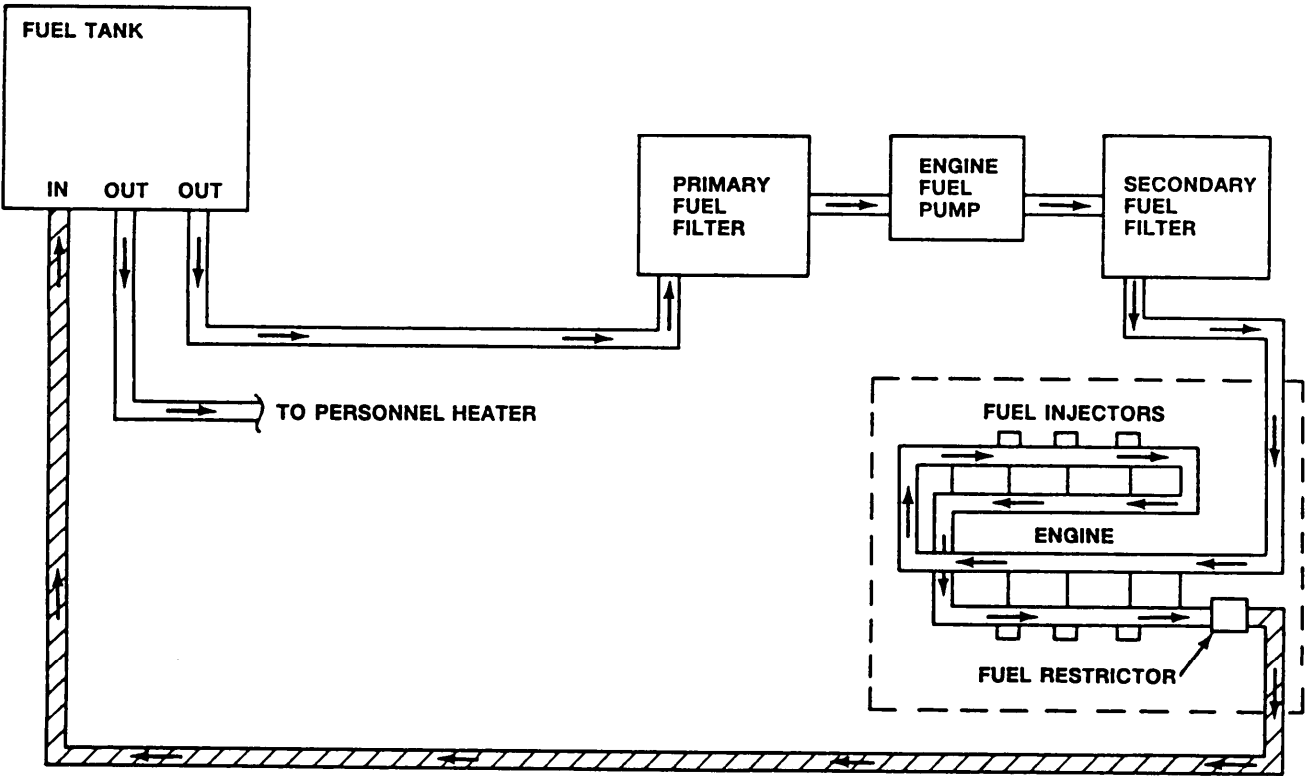 FUEL TANK
IN OUT OUT
PRIMARY
FUEL
FILTER
ENGINE
FUEL
PUMP
SECONDARY
FUEL
FILTER
TO PERSONNEL HEATER
FUEL INJECTORS
ENGINE
FUEL RESTRICTOR